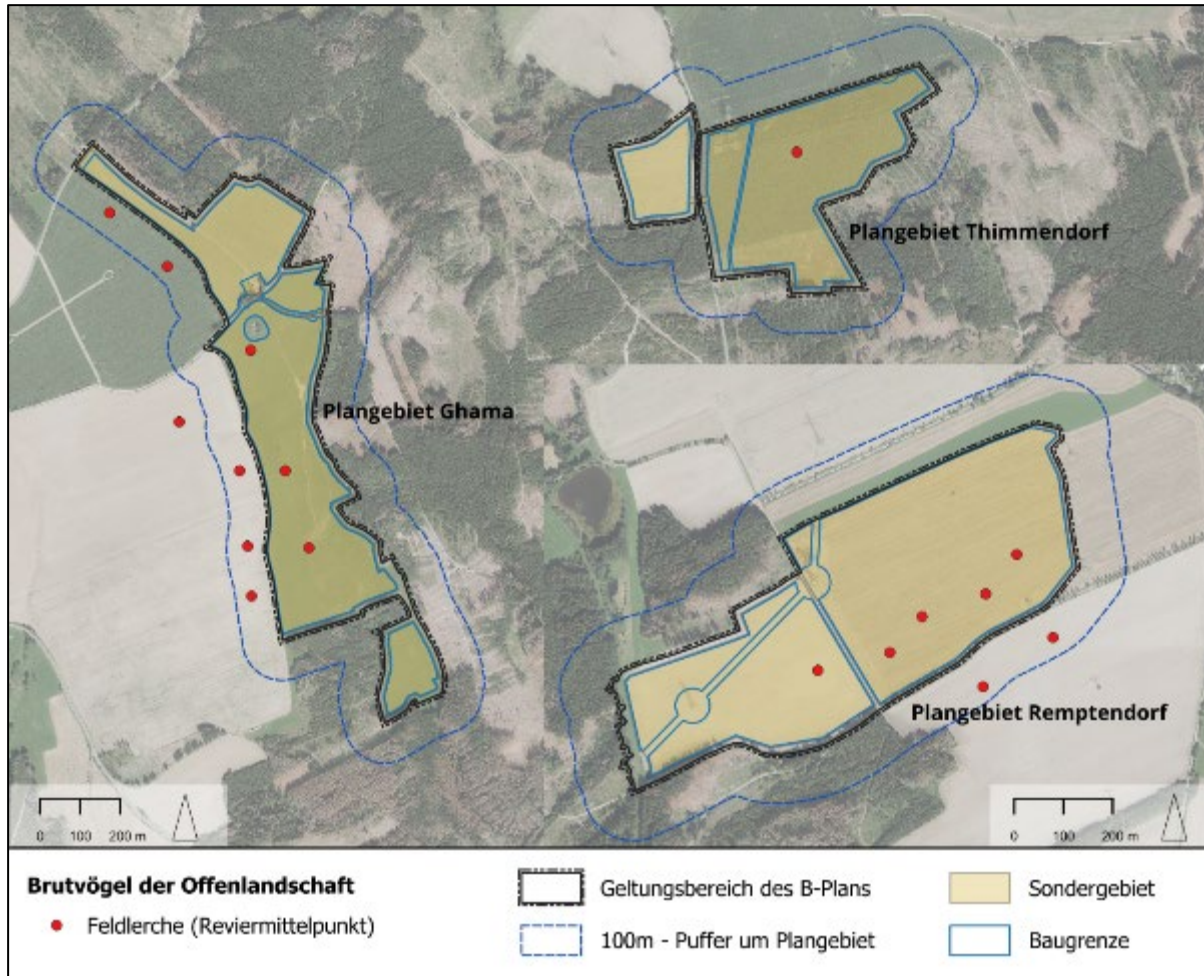 Plangebiet Thimmendorf
Plangebiet Ghama
Plangebiet Remptendorf
0 100 200 m
0 100 200 m
Brutvögel der Offenlandschaft
Feldlerche (Reviermittelpunkt)
Geltungsbereich des B-Plans
100m - Puffer um Plangebiet
Sondergebiet
Baugrenze